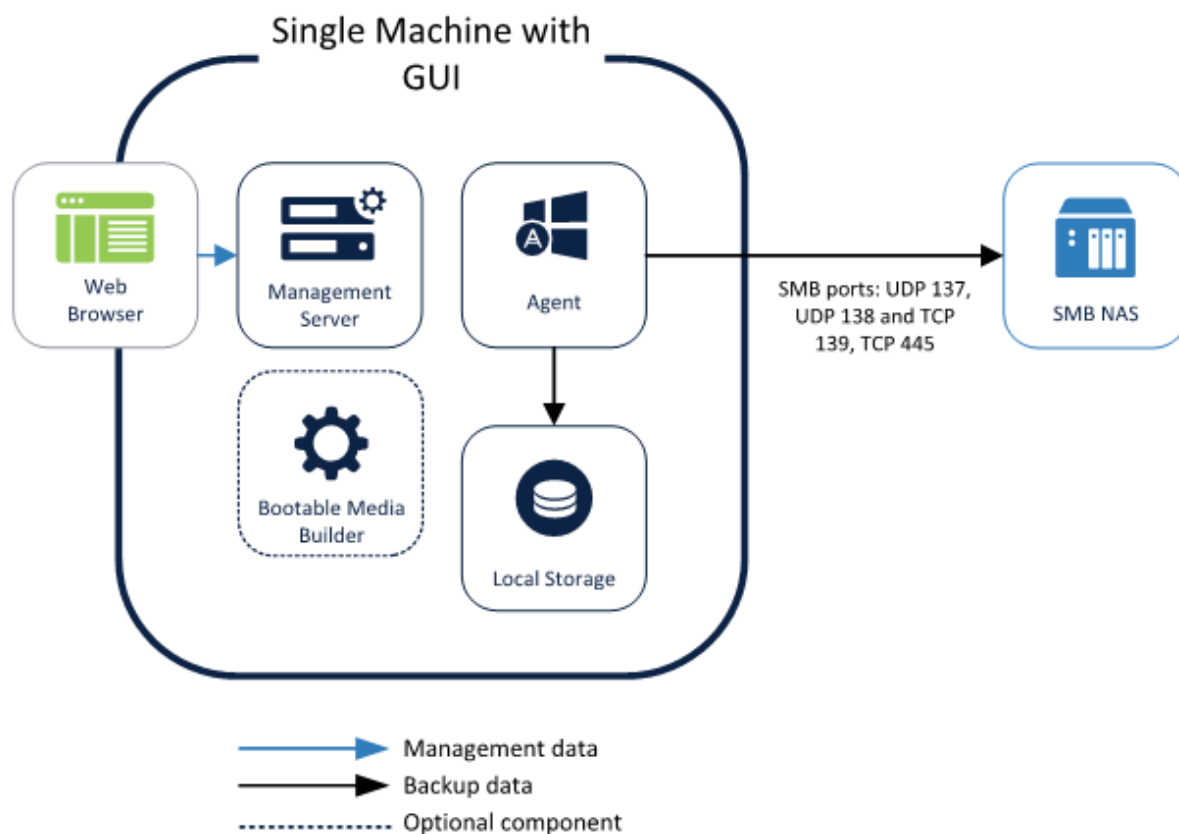 Single Machine with
GUI
Web
Browser
Management
Server
Agent
SMB ports: UDP 137,
UDP 138 and TCP
139, TCP 445
SMB NAS
Bootable Media
Builder
Local Storage
Management data
Backup data
Optional component